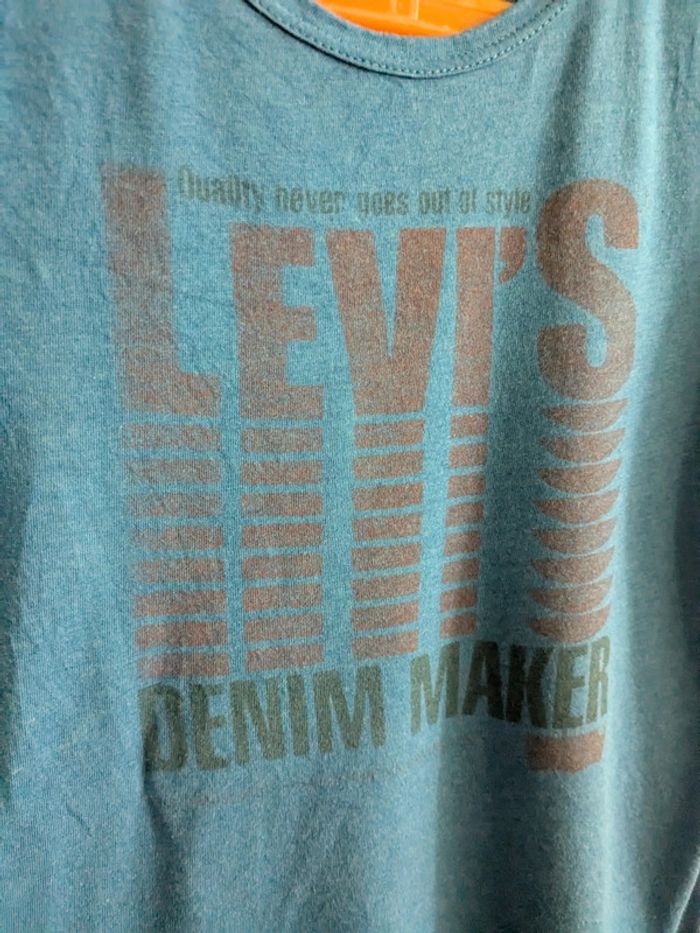 Quality never goes out of style
LEVI'S
DENIM MAKER